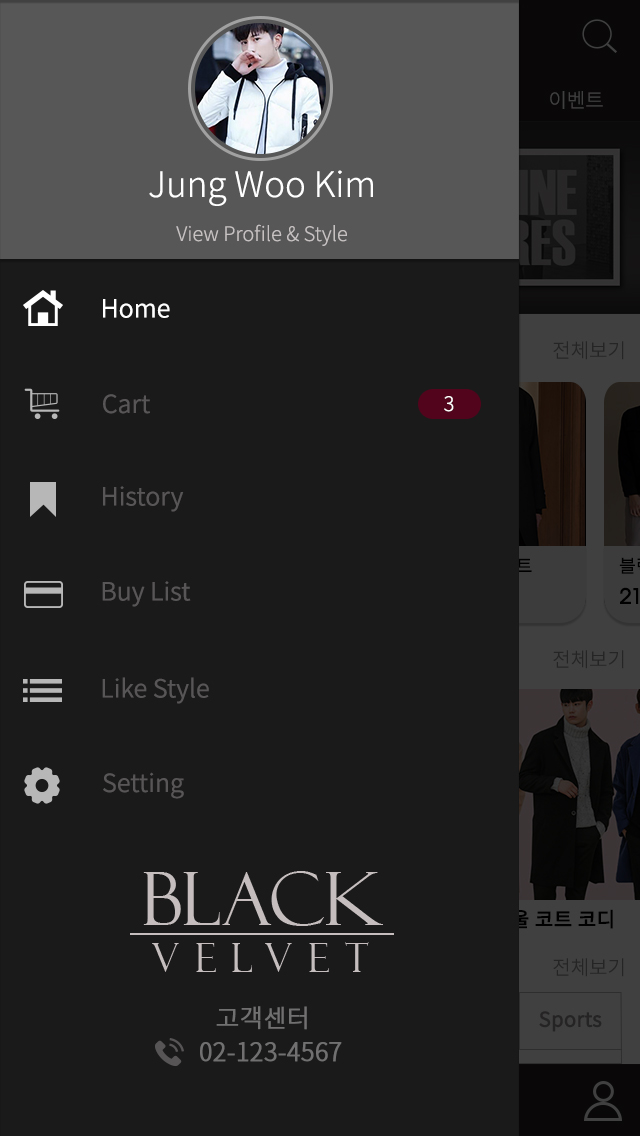 Jung Woo Kim
View Profile & Style
Home
Cart
3
History
Buy List
Like Style
Setting
BLACK
VELVET
고객센터
02-123-4567
이벤트
전체보기
트
21
전체보기
울 코트 코디
전체보기
Sports